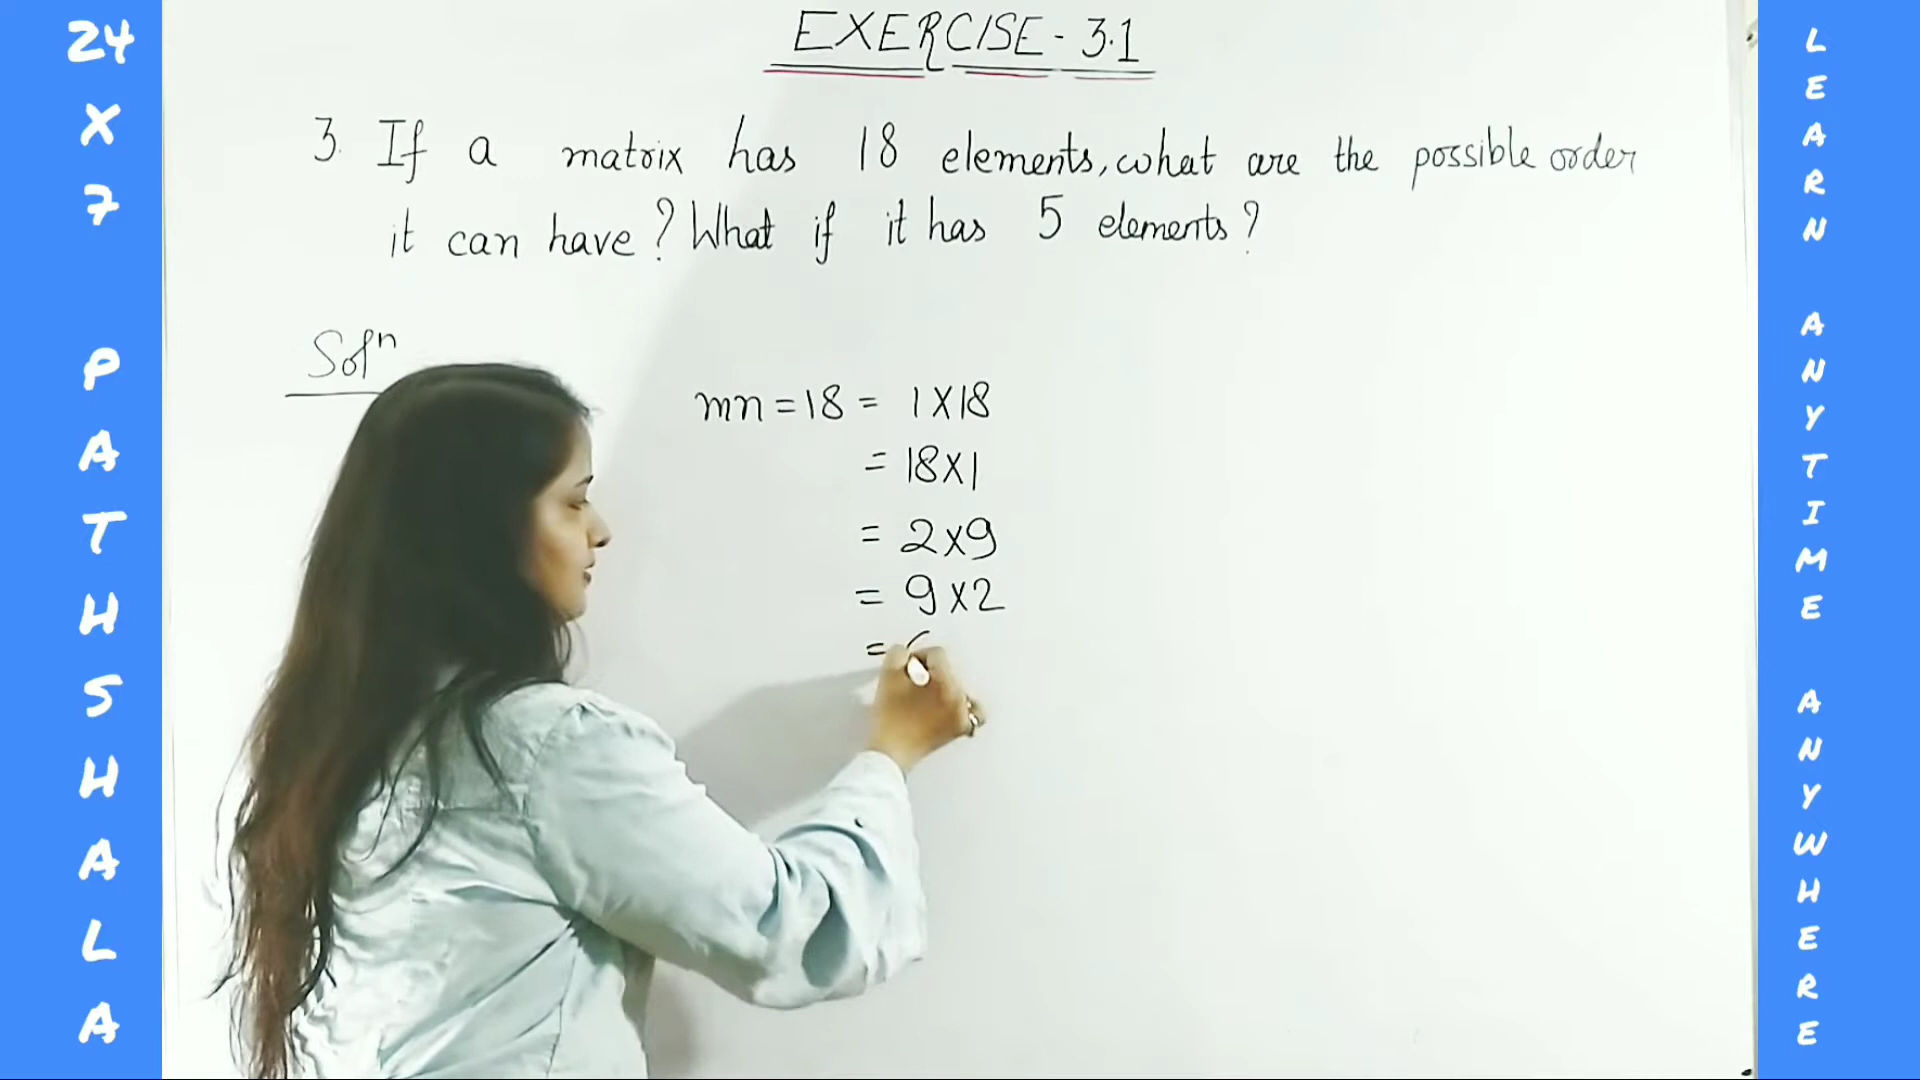 24
X
7
PATHSHALA
EXERCISE - 3.1
3. If a matrix has 18 elements, what are the possible order
it can have? What if it has 5 elements?
Solⁿ
mn = 18 = 1X18
= 18X1
= 2x9
= 9x2
=
LEARN
ANYTIME
ANYWHERE